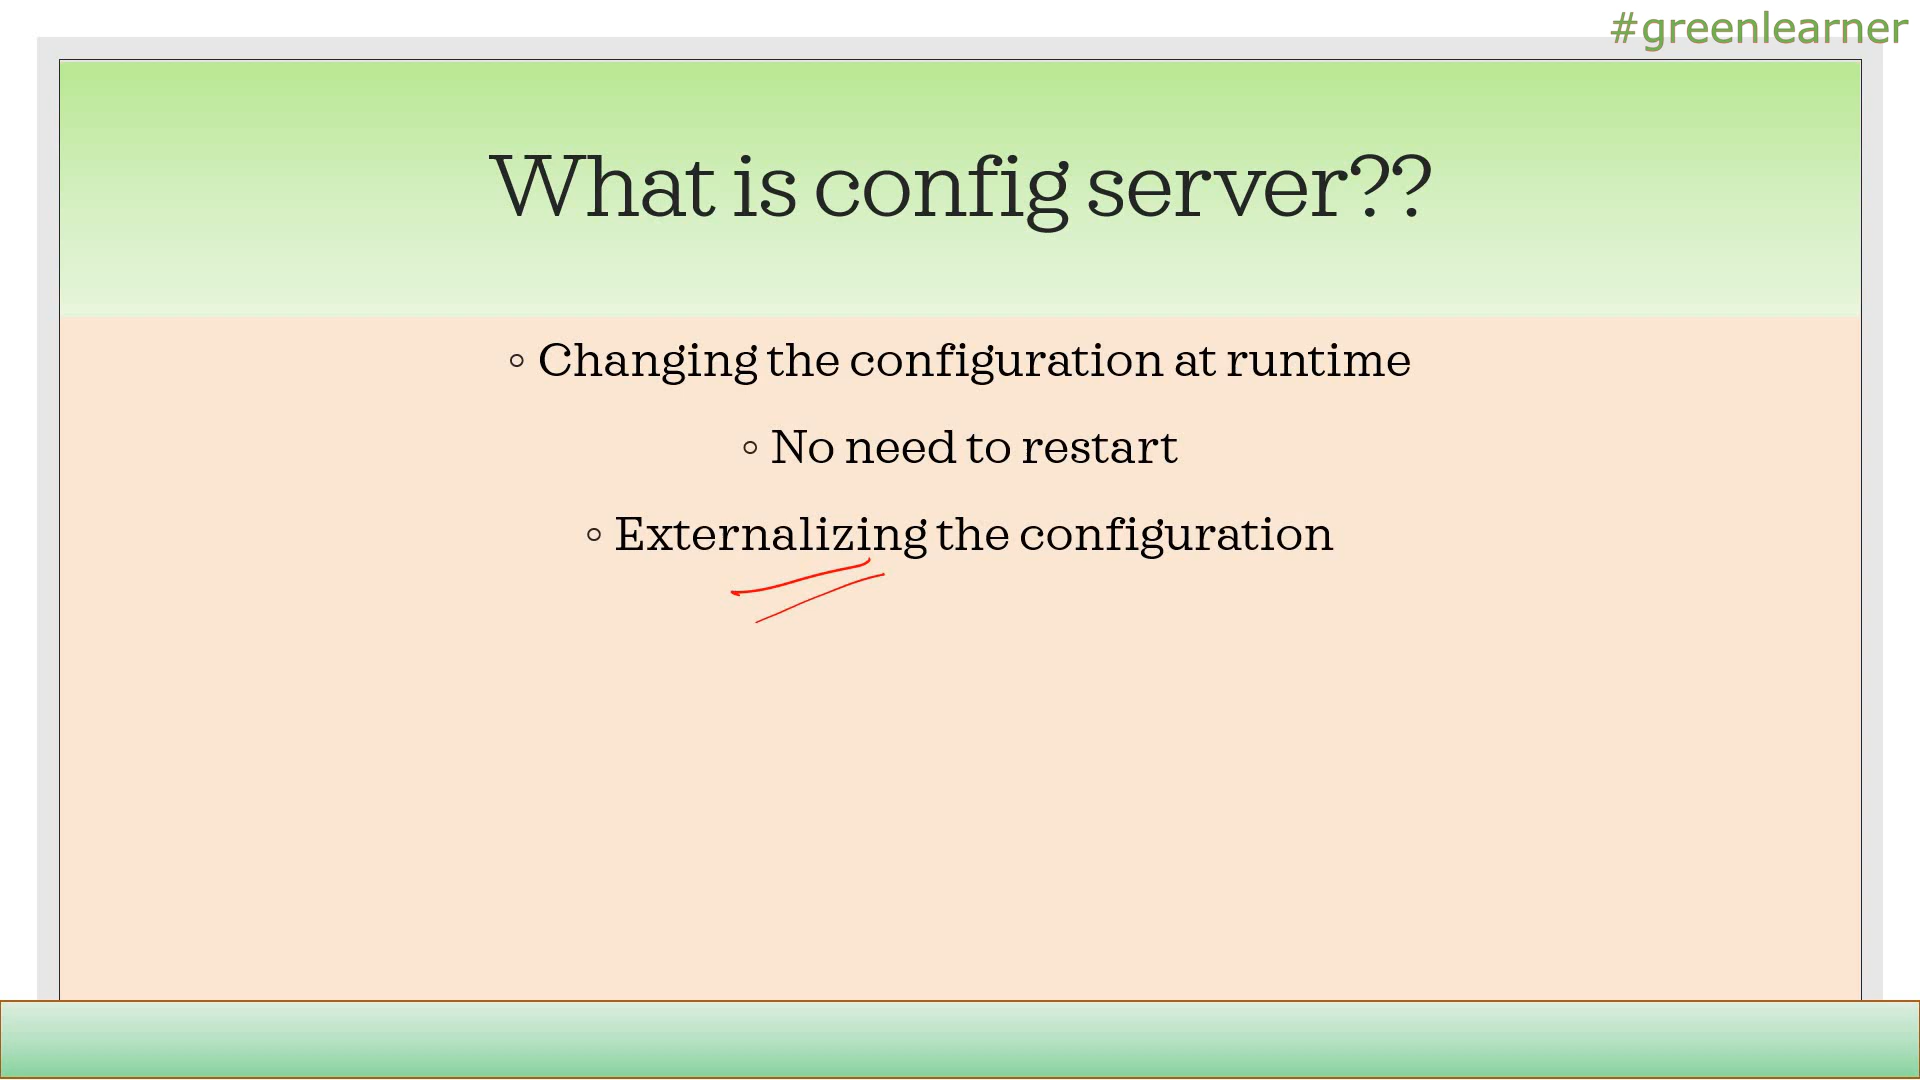 #greenlearner
What is config server??
◦ Changing the configuration at runtime
◦ No need to restart
◦ Externalizing the configuration